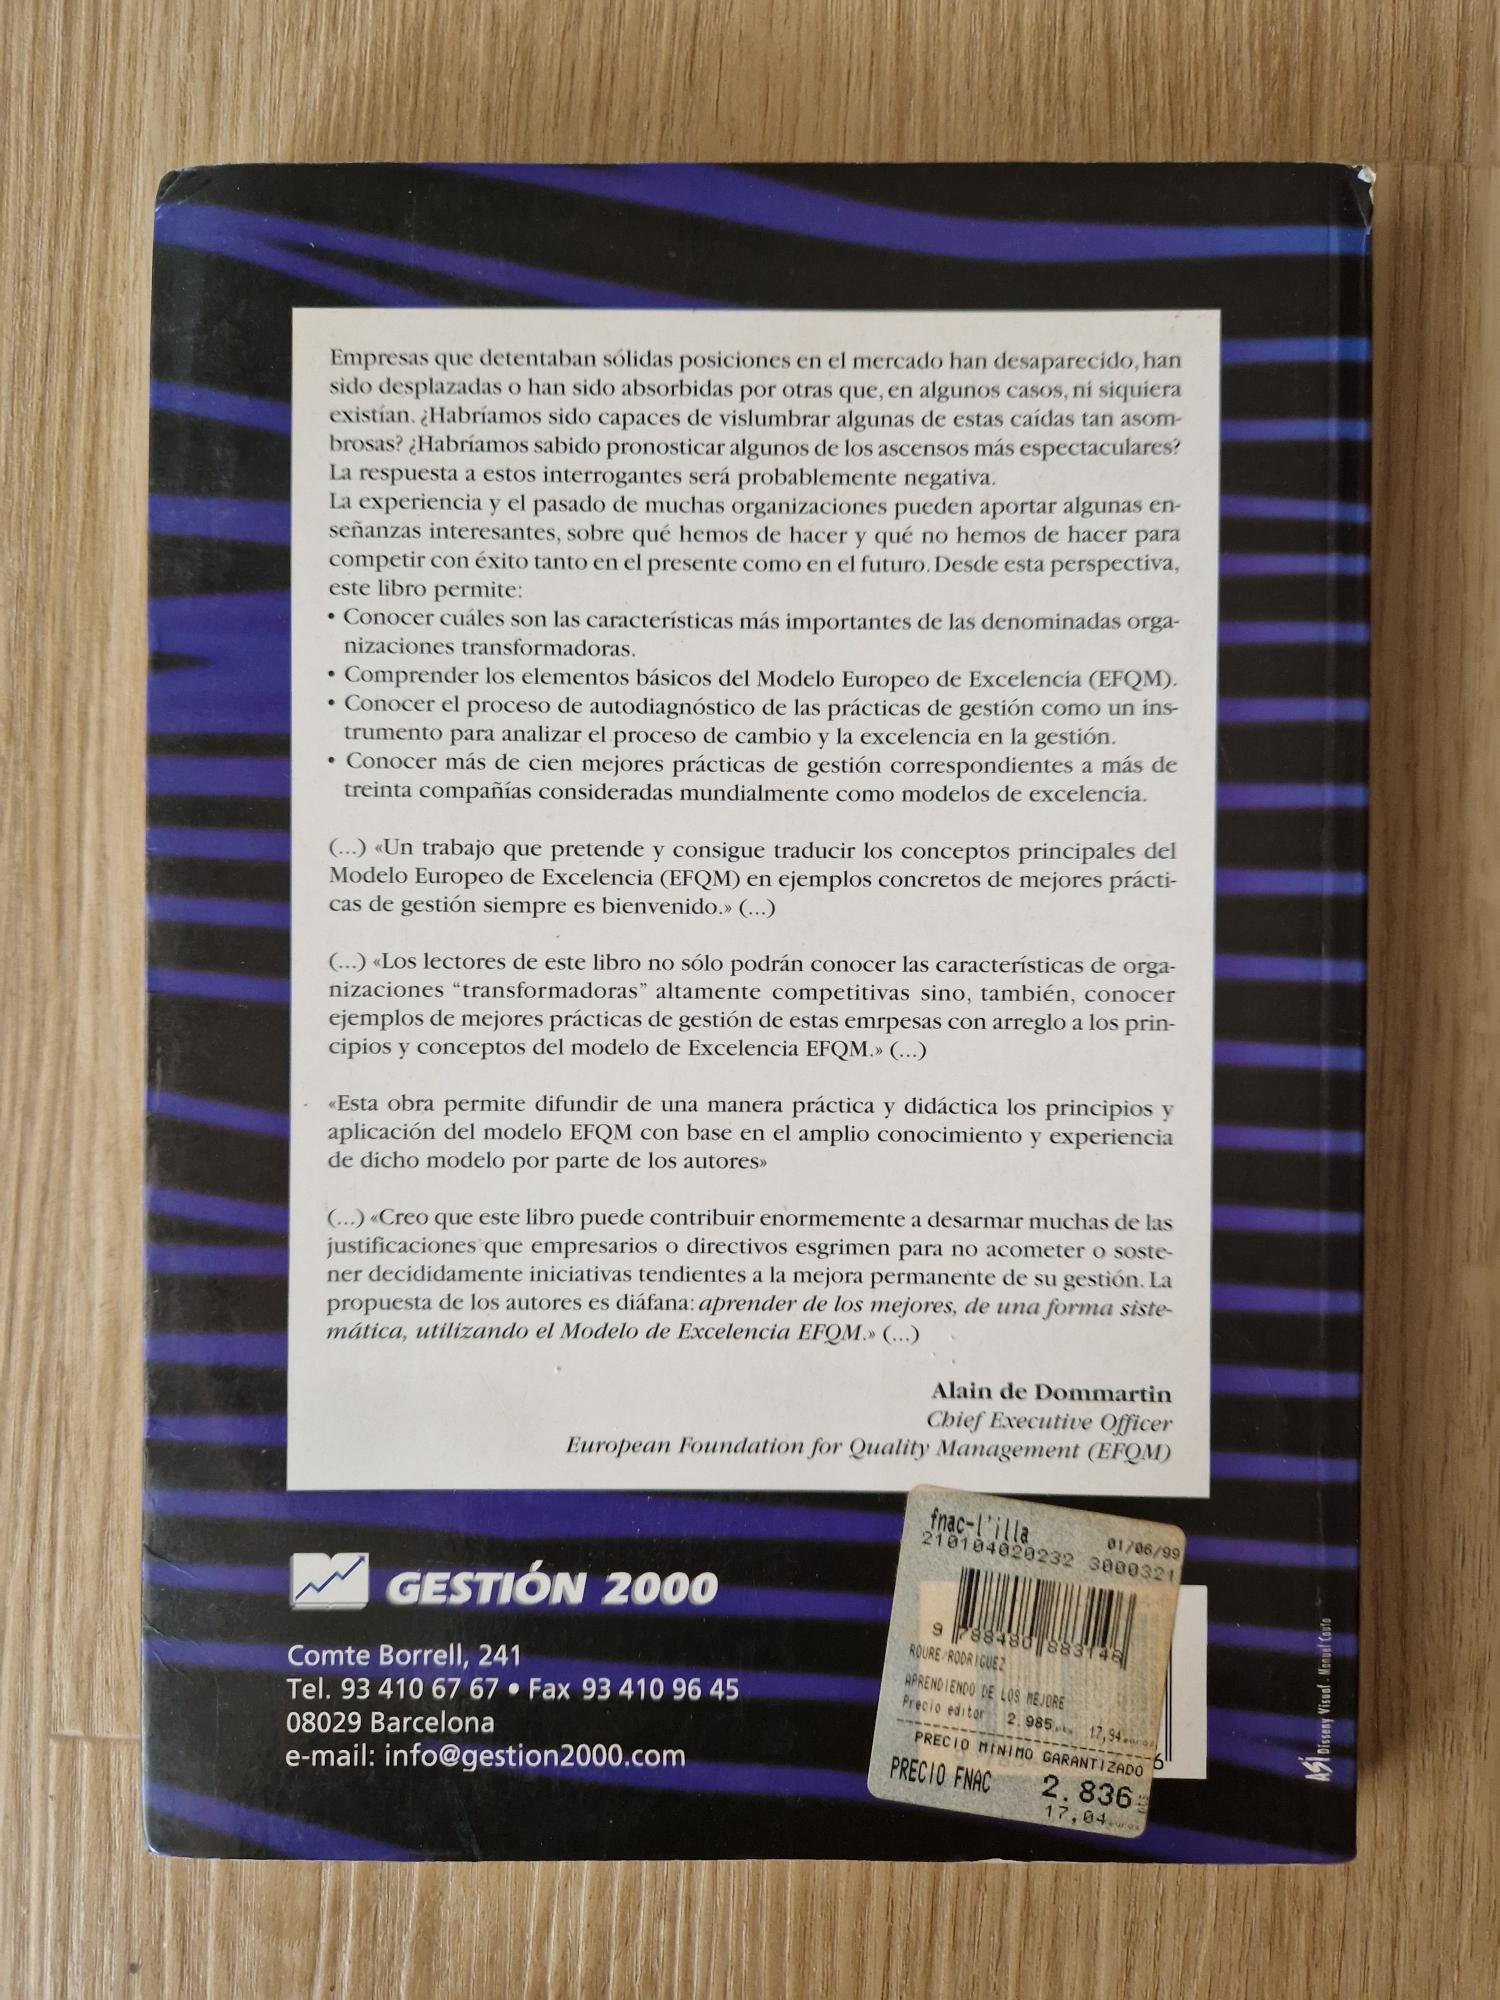 Empresas que detentaban sólidas posiciones en el mercado han desaparecido, han
sido desplazadas o han sido absorbidas por otras que, en algunos casos, ni siquiera
existían. ¿Habríamos sido capaces de vislumbrar algunas de estas caídas tan asom-
brosas? ¿Habríamos sabido pronosticar algunos de los ascensos más espectaculares?
La respuesta a estos interrogantes será probablemente negativa.
La experiencia y el pasado de muchas organizaciones pueden aportar algunas en-
señanzas interesantes, sobre qué hemos de hacer y qué no hemos de hacer para
competir con éxito tanto en el presente como en el futuro. Desde esta perspectiva,
este libro permite:
• Conocer cuáles son las características más importantes de las denominadas orga-
nizaciones transformadoras.
• Comprender los elementos básicos del Modelo Europeo de Excelencia (EFQM).
• Conocer el proceso de autodiagnóstico de las prácticas de gestión como un ins-
trumento para analizar el proceso de cambio y la excelencia en la gestión.
• Conocer más de cien mejores prácticas de gestión correspondientes a más de
treinta compañías consideradas mundialmente como modelos de excelencia.
(...) «Un trabajo que pretende y consigue traducir los conceptos principales del
Modelo Europeo de Excelencia (EFQM) en ejemplos concretos de mejores prácti-
cas de gestión siempre es bienvenido.» (...)
(...) «Los lectores de este libro no sólo podrán conocer las características de orga-
nizaciones “transformadoras” altamente competitivas sino, también, conocer
ejemplos de mejores prácticas de gestión de estas emrpesas con arreglo a los prin-
cipios y conceptos del modelo de Excelencia EFQM.» (...)
«Esta obra permite difundir de una manera práctica y didáctica los principios y
aplicación del modelo EFQM con base en el amplio conocimiento y experiencia
de dicho modelo por parte de los autores»
(...) «Creo que este libro puede contribuir enormemente a desarmar muchas de las
justificaciones que empresarios o directivos esgrimen para no acometer o soste-
ner decididamente iniciativas tendientes a la mejora permanente de su gestión. La
propuesta de los autores es diáfana: aprender de los mejores, de una forma siste-
mática, utilizando el Modelo de Excelencia EFQM.» (...)
Alain de Dommartin
Chief Executive Officer
European Foundation for Quality Management (EFQM)
GESTIÓN 2000
Comte Borrell, 241
Tel. 93 410 67 67 • Fax 93 410 96 45
08029 Barcelona
e-mail: info@gestion2000.com
fnac-l'illa 01/06/99
210104020232 3000321
9 788480 883146
ROURE/RODRIGUEZ
APRENDIENDO DE LOS MEJORE
Precio editor 2.985 17,94
PRECIO MINIMO GARANTIZADO
PRECIO FNAC 2.836
17,04
6
ASÍ Disseny Visual . Manuel Couto